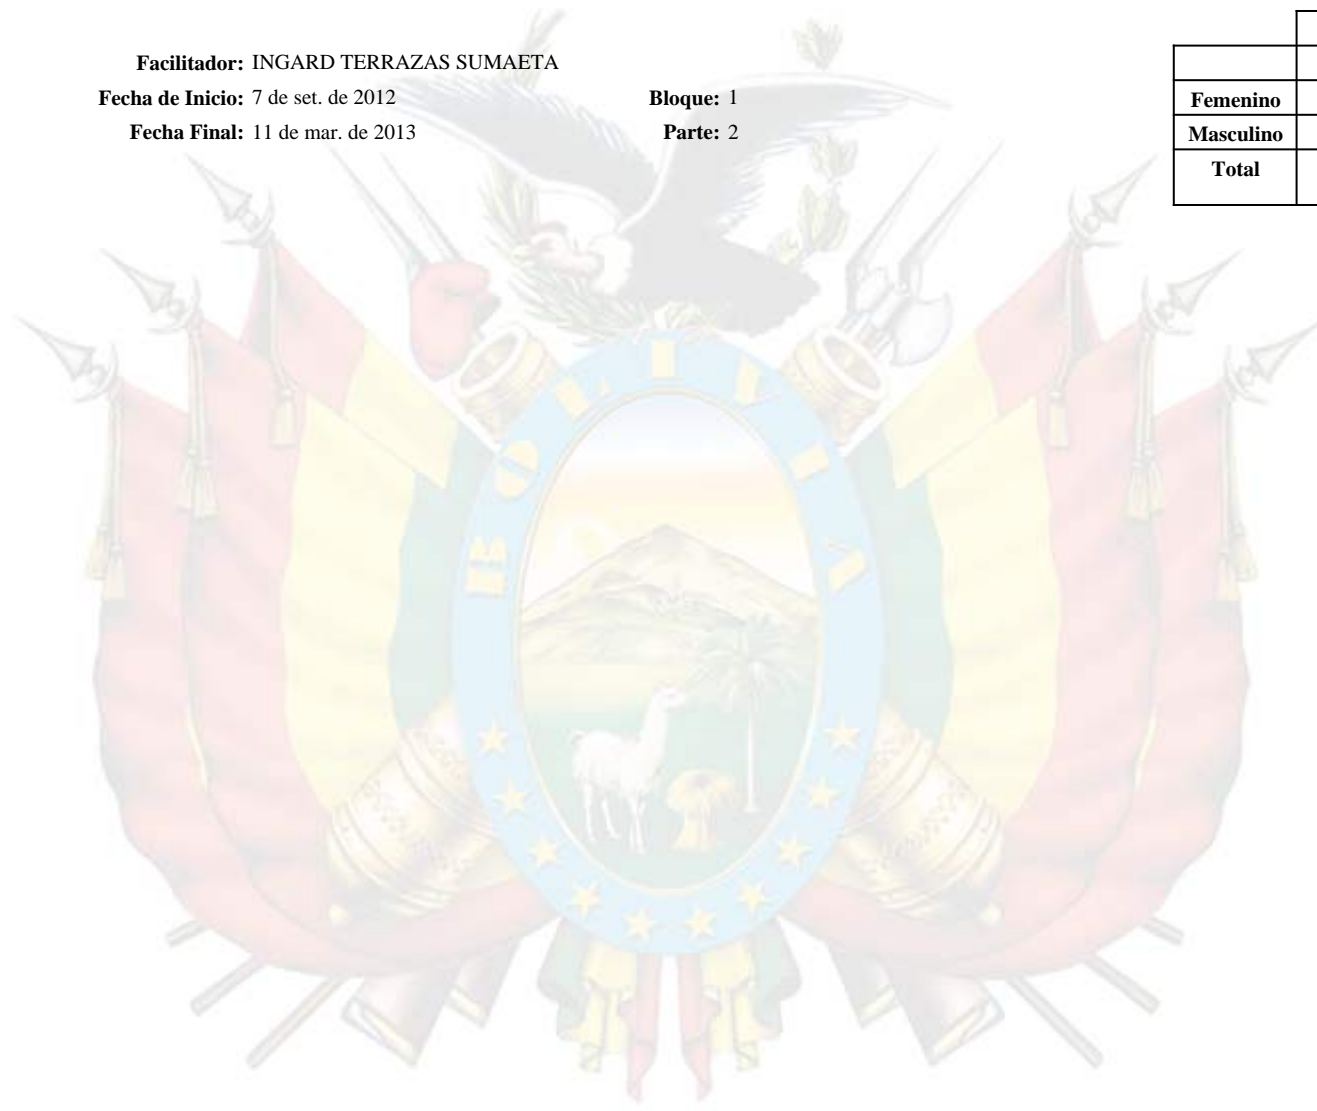 Facilitador: INGARD TERRAZAS SUMAETA
Fecha de Inicio: 7 de set. de 2012 Bloque: 1
Fecha Final: 11 de mar. de 2013 Parte: 2
Femenino
Masculino
Total
BOLIVIA